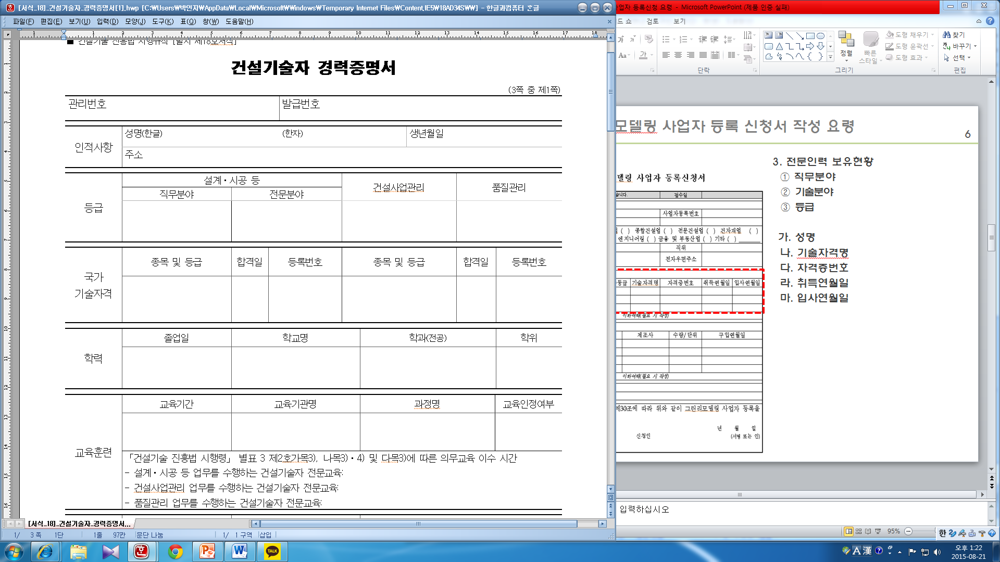 [서식_18]_건설기술자_경력증명서[1].hwp [C:₩Users₩박인지₩AppData₩Local₩Microsoft₩Windows₩Temporary Internet Files₩Content.IE5₩18AD34S₩₩] - 한글과컴퓨터 한글
파일(F) 편집(E) 보기(U) 입력(D) 모양(J) 도구(K) 표(Q) 창(W) 도움말(H)
■ 건설기술 진흥법 시행규칙 [별지 제18호서식]
건설기술자 경력증명서
(3쪽 중 제1쪽)
관리번호 발급번호
인적사항
성명(한글) (한자) 생년월일
주소
등급
설계·시공 등 건설사업관리 품질관리
직무분야 전문분야
국가
기술자격
종목 및 등급 합격일 등록번호 종목 및 등급 합격일 등록번호
학력
졸업일 학교명 학과(전공) 학위
교육훈련
교육기간 교육기관명 과정명 교육인정여부
「건설기술 진흥법 시행령」 별표 3 제2호가목3), 나목3)·4) 및 다목3)에 따른 의무교육 이수 시간
- 설계·시공 등 업무를 수행하는 건설기술자 전문교육:
- 건설사업관리 업무를 수행하는 건설기술자 전문교육:
- 품질관리 업무를 수행하는 건설기술자 전문교육:
[서식_18]_건설기술자_경력증명서...
1/ 3 쪽 1단 1줄 97칸 문단 나눔 1/ 1 구역 삽입
사업자 등록신청 요령 - Microsoft PowerPoint (제품 인증 실패)
드 쇼 검토 보기
도형 채우기
도형 윤곽선
도형 효과
정렬
빠른
스타일
찾기
바꾸기
선택
단락 그리기 편집
모델링 사업자 등록 신청서 작성 요령
6
델링 사업자 등록신청서
습니다. 접수일
사업자등록번호
( ) 종합건설업 ( ) 전문건설업 ( ) 건자재업 ( )
엔지니어링 ( ) 금융 및 부동산업 ( ) 기타 ( )
직위
전자우편주소
등급 기술자격명 자격증번호 취득연월일 입사연월일
이하여백(필요 시 작성)
제조사 수량/단위 구입연월일
이하여백(필요 시 작성)
제30조에 따라 위와 같이 그린리모델링 사업자 등록을
년 월 일
신청인 (서명 또는 인)
3. 전문인력 보유현황
① 직무분야
② 기술분야
③ 등급
가. 성명
나. 기술자격명
다. 자격증번호
라. 취득연월일
마. 입사연월일
입력하십시오
95%
한
A 漢
TALK
오후 1:22
2015-08-21